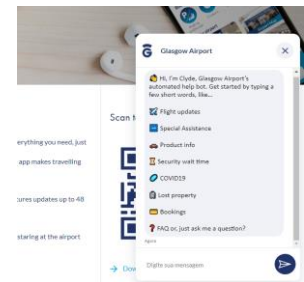 Glasgow Airport
Hi, I'm Clyde, Glasgow Airport's
automated help bot. Get started by typing a
few short words, like...
Flight updates
Special Assistance
Product info
Security wait time
COVID19
Lost property
Bookings
FAQ or, just ask me a question?
Agora
Digite sua mensagem
Scan t
erything you need, just
app makes travelling
tures updates up to 48
staring at the airport
Dow